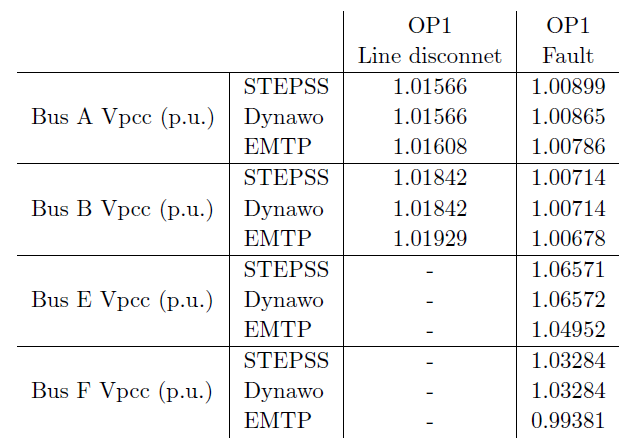 OP1 OP1
Line disconnet Fault
STEPSS 1.01566 1.00899
Bus A Vpcc (p.u.) Dynawo 1.01566 1.00865
EMTP 1.01608 1.00786
STEPSS 1.01842 1.00714
Bus B Vpcc (p.u.) Dynawo 1.01842 1.00714
EMTP 1.01929 1.00678
STEPSS - 1.06571
Bus E Vpcc (p.u.) Dynawo - 1.06572
EMTP - 1.04952
STEPSS - 1.03284
Bus F Vpcc (p.u.) Dynawo - 1.03284
EMTP - 0.99381